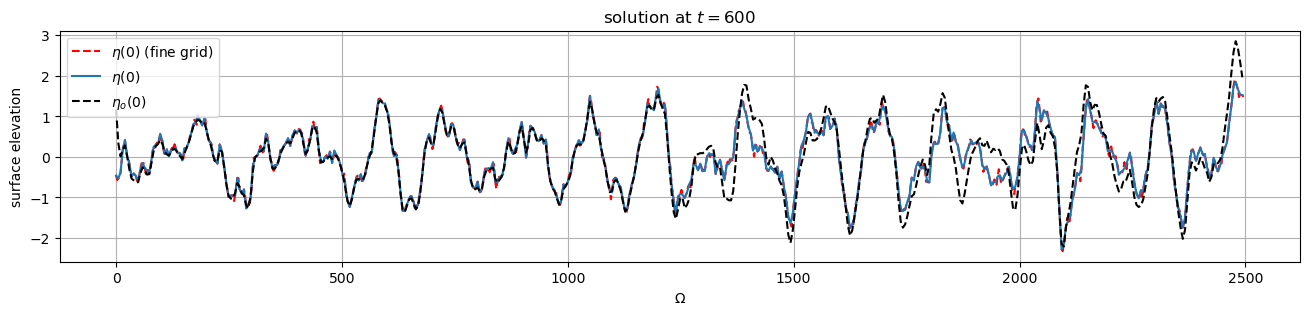 solution at t = 600
surface elevation
3
2
1
0
−1
−2
η(0) (fine grid)
η(0)
ηₒ(0)
0 500 1000 1500 2000 2500
Ω